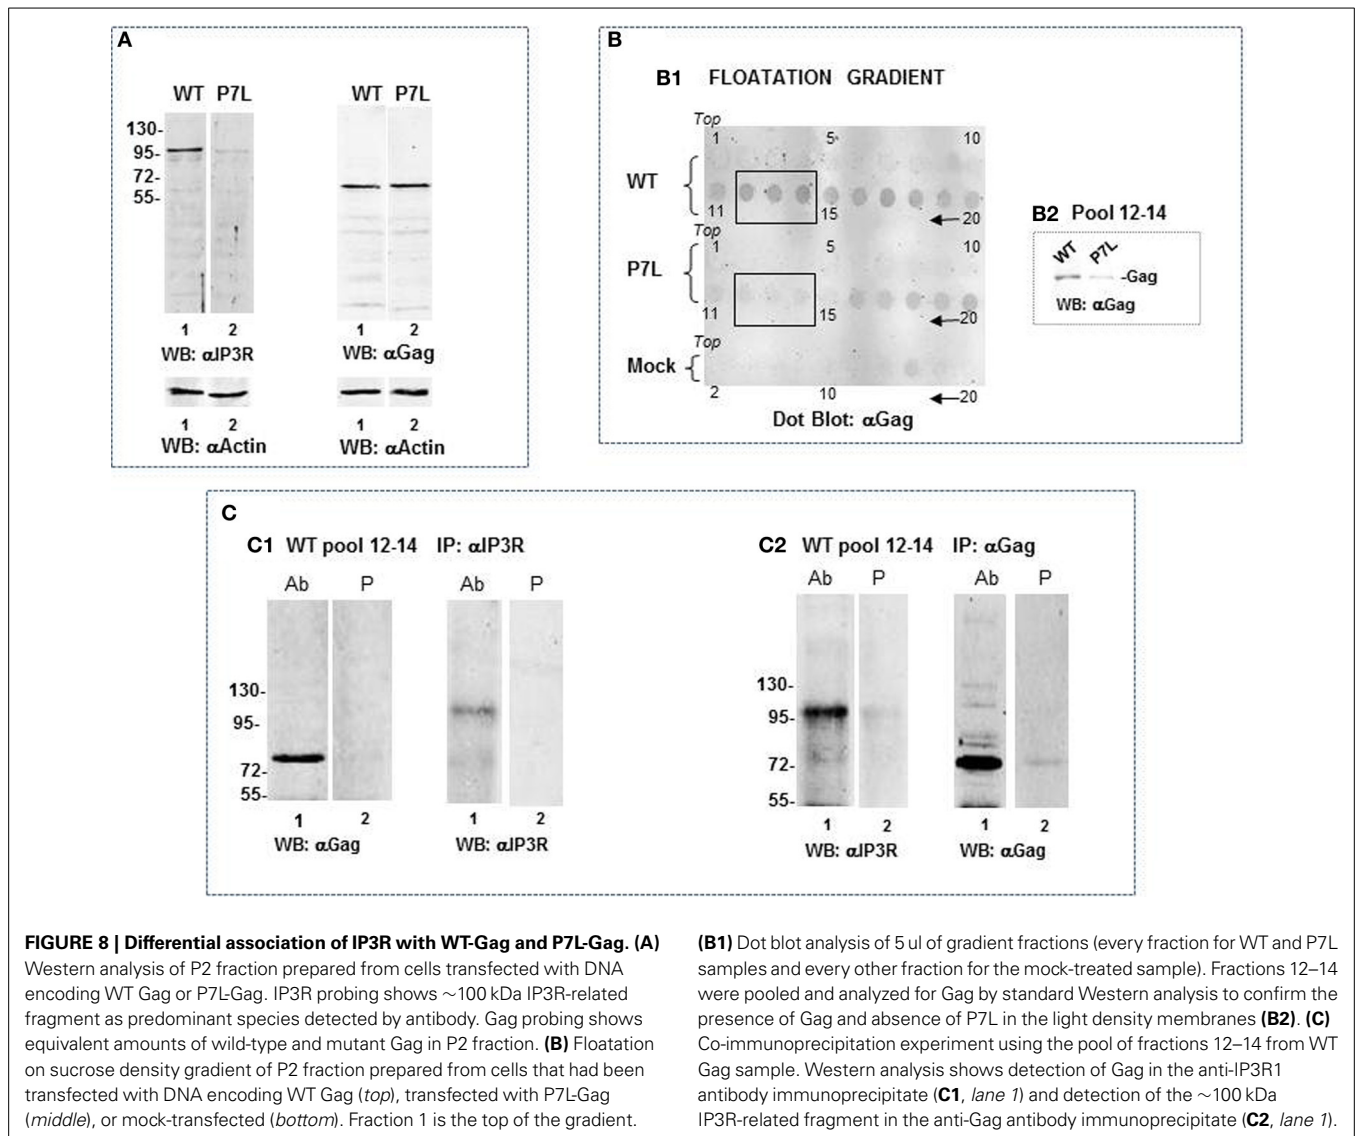 A
WT P7L
WT P7L
130-
95-
72-
55-
1 2
WB: αIP3R
1 2
WB: αGag
1 2
WB: αActin
1 2
WB: αActin
B
B1 FLOATATION GRADIENT
Top
1 5 10
WT
11 15 20
Top
1 5 10
P7L
11 15 20
Top
Mock
2 10 20
Dot Blot: αGag
B2 Pool 12-14
WT P7L
-Gag
WB: αGag
C
C1 WT pool 12-14 IP: αIP3R
Ab P Ab P
130-
95-
72-
55-
1 2 1 2
WB: αGag WB: αIP3R
C2 WT pool 12-14 IP: αGag
Ab P Ab P
130-
95-
72-
55-
1 2 1 2
WB: αIP3R WB: αGag
FIGURE 8 | Differential association of IP3R with WT-Gag and P7L-Gag. (A)
Western analysis of P2 fraction prepared from cells transfected with DNA
encoding WT Gag or P7L-Gag. IP3R probing shows ∼100 kDa IP3R-related
fragment as predominant species detected by antibody. Gag probing shows
equivalent amounts of wild-type and mutant Gag in P2 fraction. (B) Floatation
on sucrose density gradient of P2 fraction prepared from cells that had been
transfected with DNA encoding WT Gag (top), transfected with P7L-Gag
(middle), or mock-transfected (bottom). Fraction 1 is the top of the gradient.
(B1) Dot blot analysis of 5 ul of gradient fractions (every fraction for WT and P7L
samples and every other fraction for the mock-treated sample). Fractions 12–14
were pooled and analyzed for Gag by standard Western analysis to confirm the
presence of Gag and absence of P7L in the light density membranes (B2). (C)
Co-immunoprecipitation experiment using the pool of fractions 12–14 from WT
Gag sample. Western analysis shows detection of Gag in the anti-IP3R1
antibody immunoprecipitate (C1, lane 1) and detection of the ∼100 kDa
IP3R-related fragment in the anti-Gag antibody immunoprecipitate (C2, lane 1).